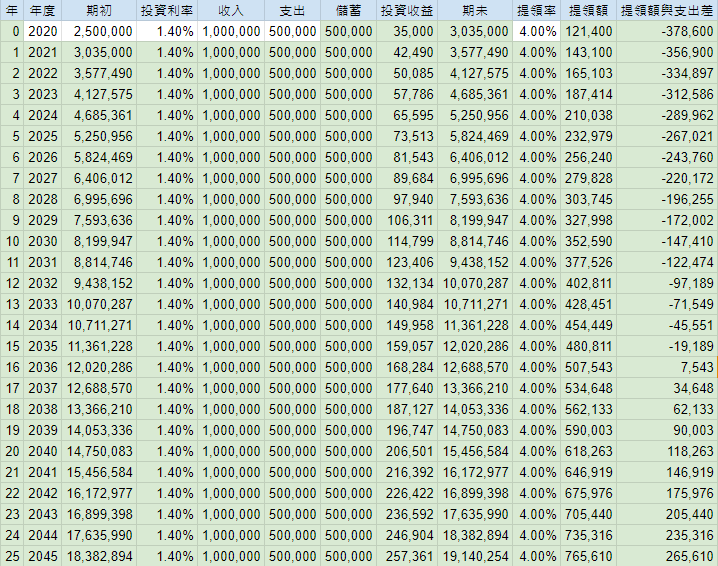 年 年度 期初 投資利率 收入 支出 儲蓄 投資收益 期未 提領率 提領額 提領額與支出差
0 2020 2,500,000 1.40% 1,000,000 500,000 500,000 35,000 3,035,000 4.00% 121,400 -378,600
1 2021 3,035,000 1.40% 1,000,000 500,000 500,000 42,490 3,577,490 4.00% 143,100 -356,900
2 2022 3,577,490 1.40% 1,000,000 500,000 500,000 50,085 4,127,575 4.00% 165,103 -334,897
3 2023 4,127,575 1.40% 1,000,000 500,000 500,000 57,786 4,685,361 4.00% 187,414 -312,586
4 2024 4,685,361 1.40% 1,000,000 500,000 500,000 65,595 5,250,956 4.00% 210,038 -289,962
5 2025 5,250,956 1.40% 1,000,000 500,000 500,000 73,513 5,824,469 4.00% 232,979 -267,021
6 2026 5,824,469 1.40% 1,000,000 500,000 500,000 81,543 6,406,012 4.00% 256,240 -243,760
7 2027 6,406,012 1.40% 1,000,000 500,000 500,000 89,684 6,995,696 4.00% 279,828 -220,172
8 2028 6,995,696 1.40% 1,000,000 500,000 500,000 97,940 7,593,636 4.00% 303,745 -196,255
9 2029 7,593,636 1.40% 1,000,000 500,000 500,000 106,311 8,199,947 4.00% 327,998 -172,002
10 2030 8,199,947 1.40% 1,000,000 500,000 500,000 114,799 8,814,746 4.00% 352,590 -147,410
11 2031 8,814,746 1.40% 1,000,000 500,000 500,000 123,406 9,438,152 4.00% 377,526 -122,474
12 2032 9,438,152 1.40% 1,000,000 500,000 500,000 132,134 10,070,287 4.00% 402,811 -97,189
13 2033 10,070,287 1.40% 1,000,000 500,000 500,000 140,984 10,711,271 4.00% 428,451 -71,549
14 2034 10,711,271 1.40% 1,000,000 500,000 500,000 149,958 11,361,228 4.00% 454,449 -45,551
15 2035 11,361,228 1.40% 1,000,000 500,000 500,000 159,057 12,020,286 4.00% 480,811 -19,189
16 2036 12,020,286 1.40% 1,000,000 500,000 500,000 168,284 12,688,570 4.00% 507,543 7,543
17 2037 12,688,570 1.40% 1,000,000 500,000 500,000 177,640 13,366,210 4.00% 534,648 34,648
18 2038 13,366,210 1.40% 1,000,000 500,000 500,000 187,127 14,053,336 4.00% 562,133 62,133
19 2039 14,053,336 1.40% 1,000,000 500,000 500,000 196,747 14,750,083 4.00% 590,003 90,003
20 2040 14,750,083 1.40% 1,000,000 500,000 500,000 206,501 15,456,584 4.00% 618,263 118,263
21 2041 15,456,584 1.40% 1,000,000 500,000 500,000 216,392 16,172,977 4.00% 646,919 146,919
22 2042 16,172,977 1.40% 1,000,000 500,000 500,000 226,422 16,899,398 4.00% 675,976 175,976
23 2043 16,899,398 1.40% 1,000,000 500,000 500,000 236,592 17,635,990 4.00% 705,440 205,440
24 2044 17,635,990 1.40% 1,000,000 500,000 500,000 246,904 18,382,894 4.00% 735,316 235,316
25 2045 18,382,894 1.40% 1,000,000 500,000 500,000 257,361 19,140,254 4.00% 765,610 265,610